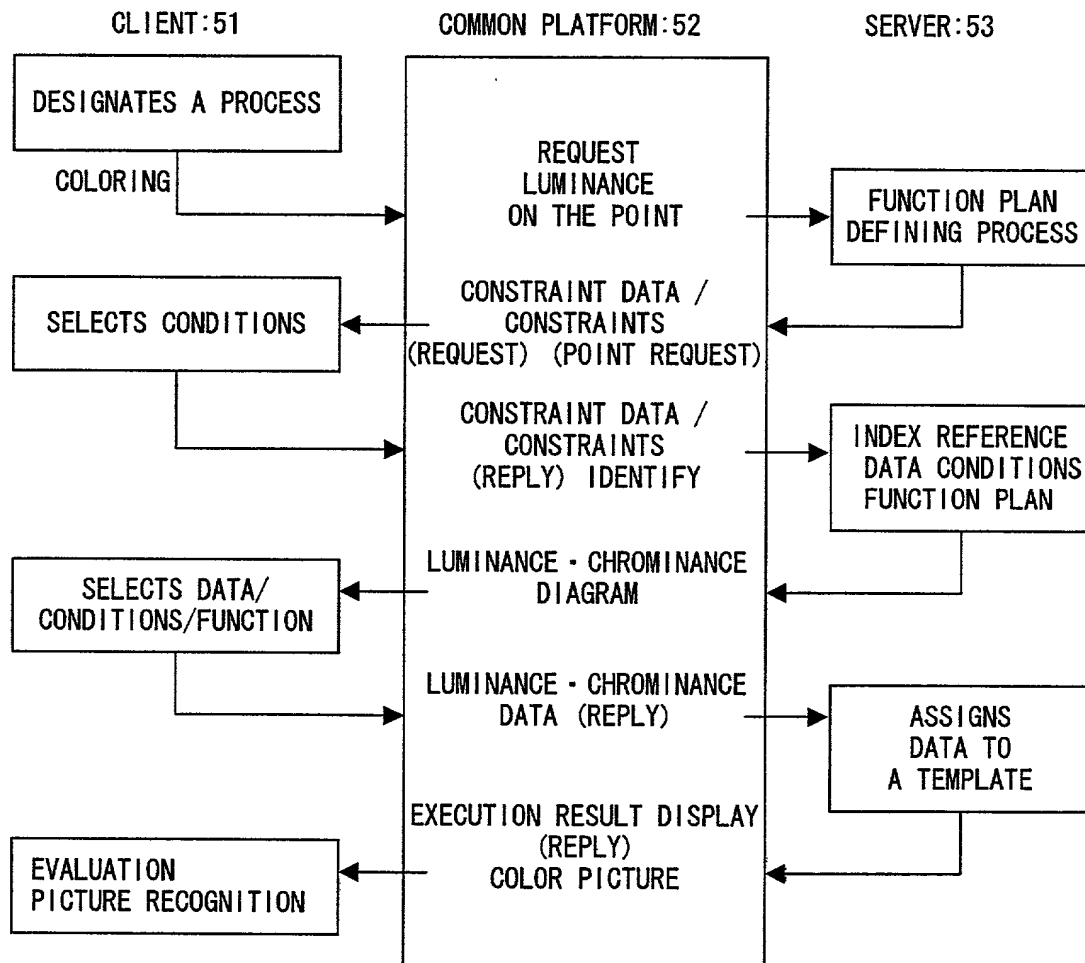 CLIENT:51
COMMON PLATFORM:52
SERVER:53
DESIGNATES A PROCESS
COLORING
REQUEST
LUMINANCE
ON THE POINT
FUNCTION PLAN
DEFINING PROCESS
SELECTS CONDITIONS
CONSTRAINT DATA /
CONSTRAINTS
(REQUEST) (POINT REQUEST)
CONSTRAINT DATA /
CONSTRAINTS
(REPLY) IDENTIFY
INDEX REFERENCE
DATA CONDITIONS
FUNCTION PLAN
SELECTS DATA/
CONDITIONS/FUNCTION
LUMINANCE・CHROMINANCE
DIAGRAM
LUMINANCE・CHROMINANCE
DATA (REPLY)
ASSIGNS
DATA TO
A TEMPLATE
EXECUTION RESULT DISPLAY
(REPLY)
COLOR PICTURE
EVALUATION
PICTURE RECOGNITION